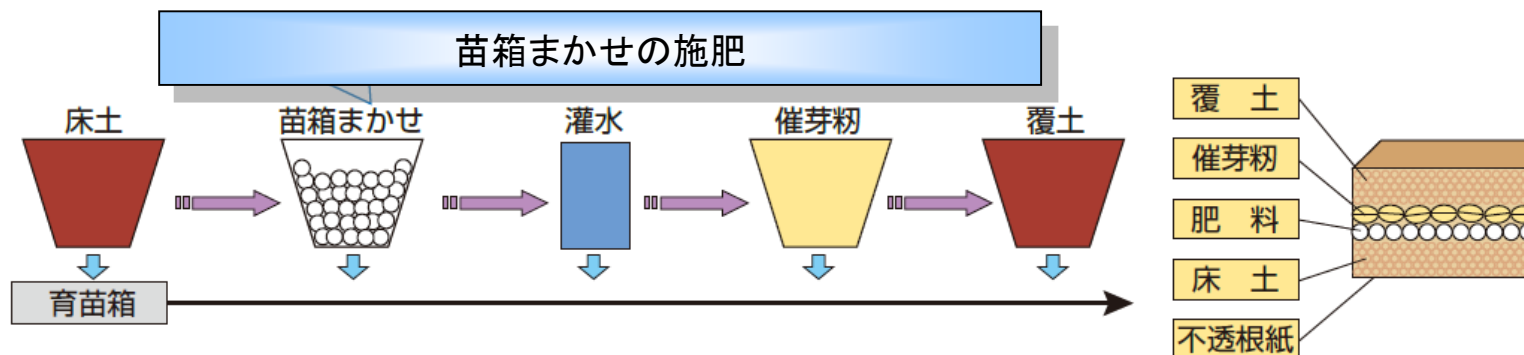 苗箱まかせの施肥
床土
苗箱まかせ
灌水
催芽籾
覆土
育苗箱
覆　土
催芽籾
肥　料
床　土
不透根紙